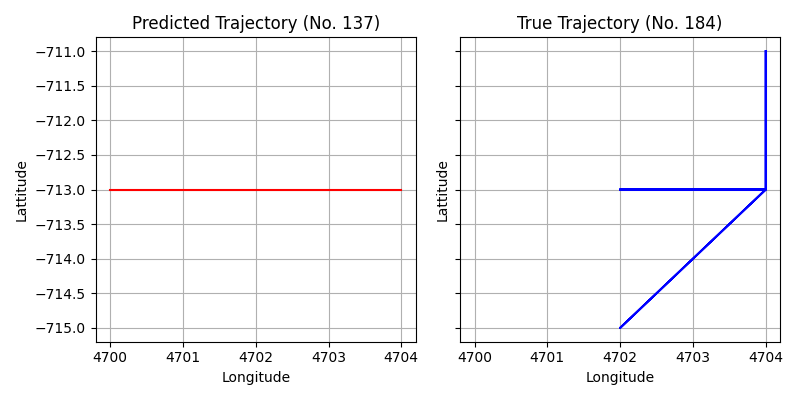 Predicted Trajectory (No. 137)
True Trajectory (No. 184)
−711.0
−711.5
−712.0
−712.5
−713.0
−713.5
−714.0
−714.5
−715.0
Lattitude
Lattitude
4700 4701 4702 4703 4704
4700 4701 4702 4703 4704
Longitude
Longitude